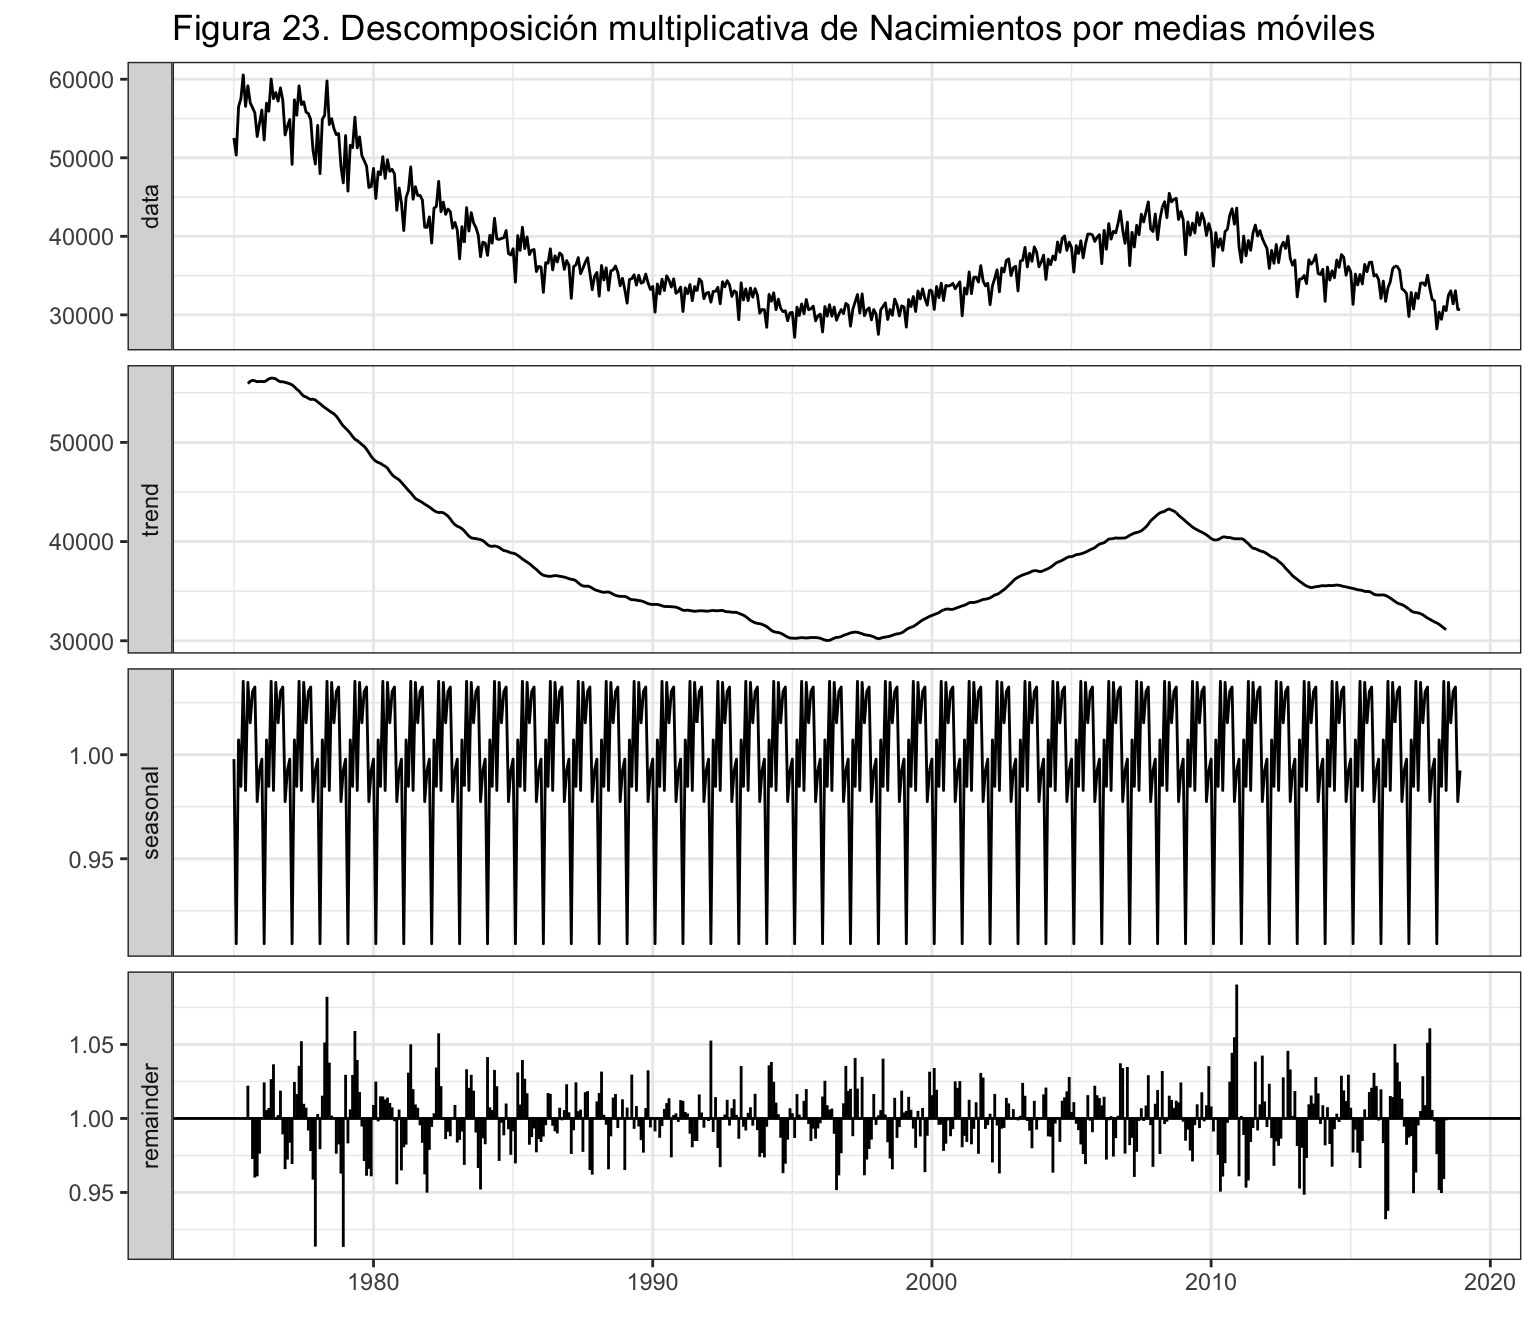 Figura 23. Descomposición multiplicativa de Nacimientos por medias móviles
60000
50000
40000
30000
data
50000
40000
30000
trend
1.00
0.95
seasonal
1.05
1.00
0.95
remainder
1980 1990 2000 2010 2020